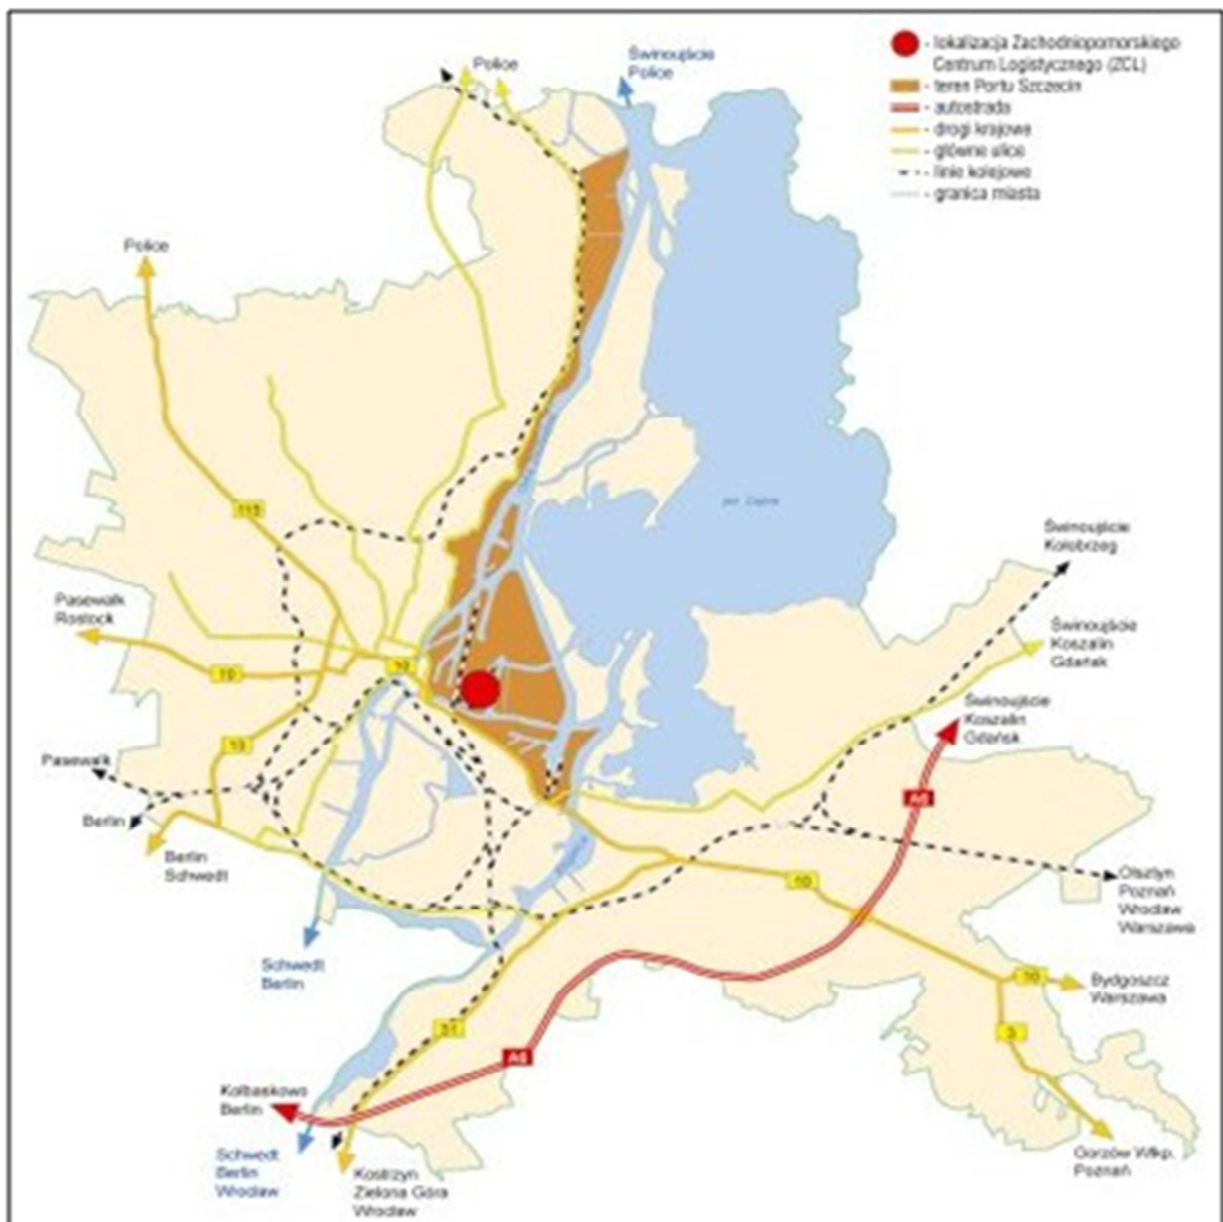 - lokalizacja Zachodniopomorskiego
Centrum Logistycznego (ZCL)
- teren Portu Szczecin
- autostrada
- drogi krajowe
- główne ulice
- linie kolejowe
- granica miasta
Police
Świnoujście
Police
Police
115
Pasewalk
Rostock
10
10
10
Pasewalk
Berlin
Berlin
Schwedt
Schwedt
Berlin
Świnoujście
Kołobrzeg
Świnoujście
Koszalin
Gdańsk
Świnoujście
Koszalin
Gdańsk
A6
10
Olsztyn
Poznań
Wrocław
Warszawa
10
Bydgoszcz
Warszawa
3
Gorzów Wlkp.
Poznań
31
A6
Kołbaskowo
Berlin
Schwedt
Berlin
Wrocław
Kostrzyn
Zielona Góra
Wrocław